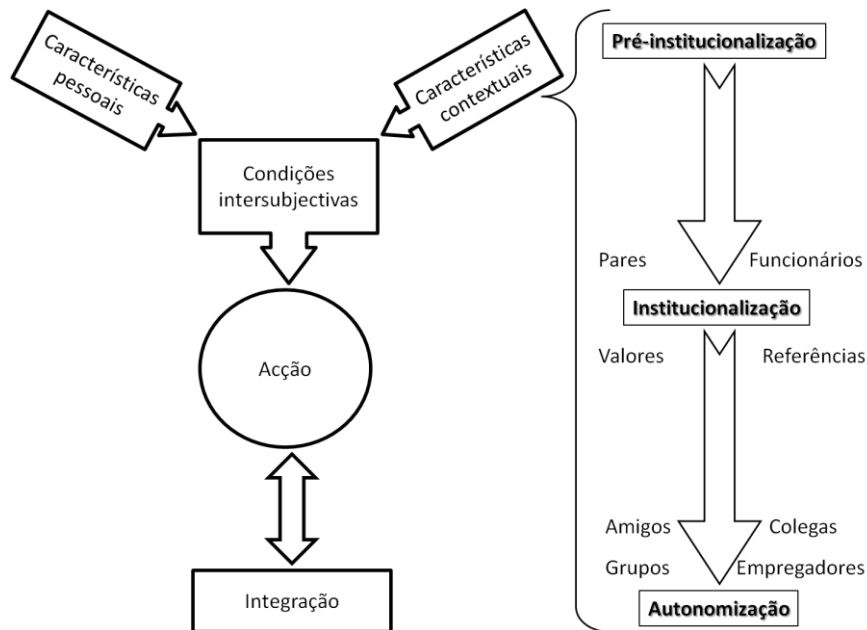 Características
pessoais
Características
contextuais
Condições
intersubjectivas
Acção
Integração
Pré-institucionalização
Pares Funcionários
Institucionalização
Valores Referências
Amigos Colegas
Grupos Empregadores
Autonomização